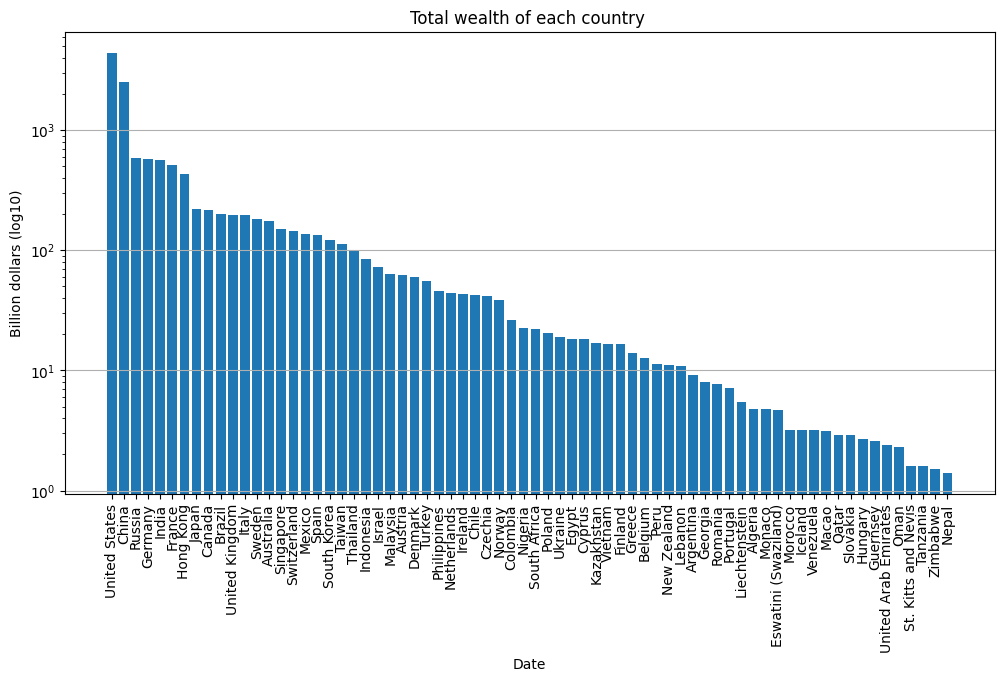 Total wealth of each country
Billion dollars (log10)
10³
10²
10¹
10⁰
United States
China
Russia
Germany
India
France
Hong Kong
Japan
Canada
Brazil
United Kingdom
Italy
Sweden
Australia
Singapore
Switzerland
Mexico
Spain
South Korea
Taiwan
Thailand
Indonesia
Israel
Malaysia
Austria
Denmark
Turkey
Philippines
Netherlands
Ireland
Chile
Czechia
Norway
Colombia
Nigeria
South Africa
Poland
Ukraine
Egypt
Cyprus
Kazakhstan
Vietnam
Finland
Greece
Belgium
Peru
New Zealand
Lebanon
Argentina
Georgia
Romania
Portugal
Liechtenstein
Algeria
Monaco
Eswatini (Swaziland)
Morocco
Iceland
Venezuela
Macao
Qatar
Slovakia
Hungary
Guernsey
United Arab Emirates
Oman
St. Kitts and Nevis
Tanzania
Zimbabwe
Nepal
Date